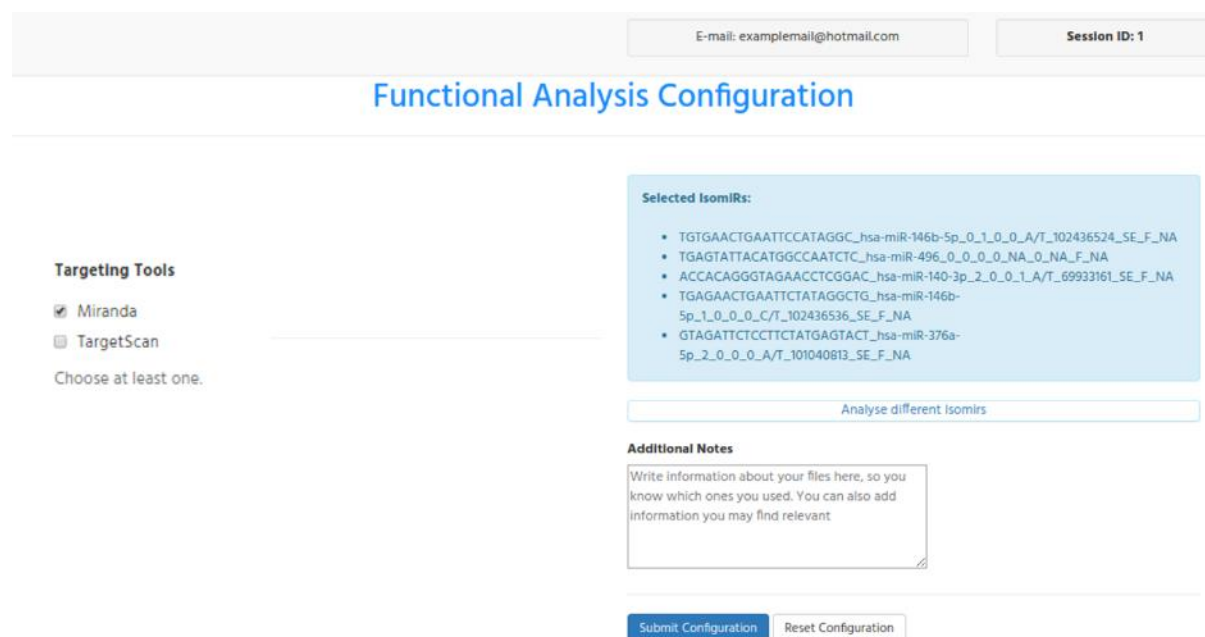 E-mail: examplemail@hotmail.com
Session ID: 1
Functional Analysis Configuration
Targeting Tools
Miranda
TargetScan
Choose at least one.
Selected IsomiRs:
TGTGAACTGAATTCCATAGGC_hsa-miR-146b-5p_0_1_0_0_A/T_102436524_SE_F_NA
TGAGTATTACATGGCCAATCTC_hsa-miR-496_0_0_0_0_NA_0_NA_F_NA
ACCACAGGGTAGAACCTCGGAC_hsa-miR-140-3p_2_0_0_1_A/T_69933161_SE_F_NA
TGAGAACTGAATTCTATAGGCTG_hsa-miR-146b-
5p_1_0_0_0_C/T_102436536_SE_F_NA
GTAGATTCTCCTTCTATGAGTACT_hsa-miR-376a-
5p_2_0_0_0_A/T_101040813_SE_F_NA
Analyse different Isomirs
Additional Notes
Write information about your files here, so you
know which ones you used. You can also add
information you may find relevant
Submit Configuration
Reset Configuration